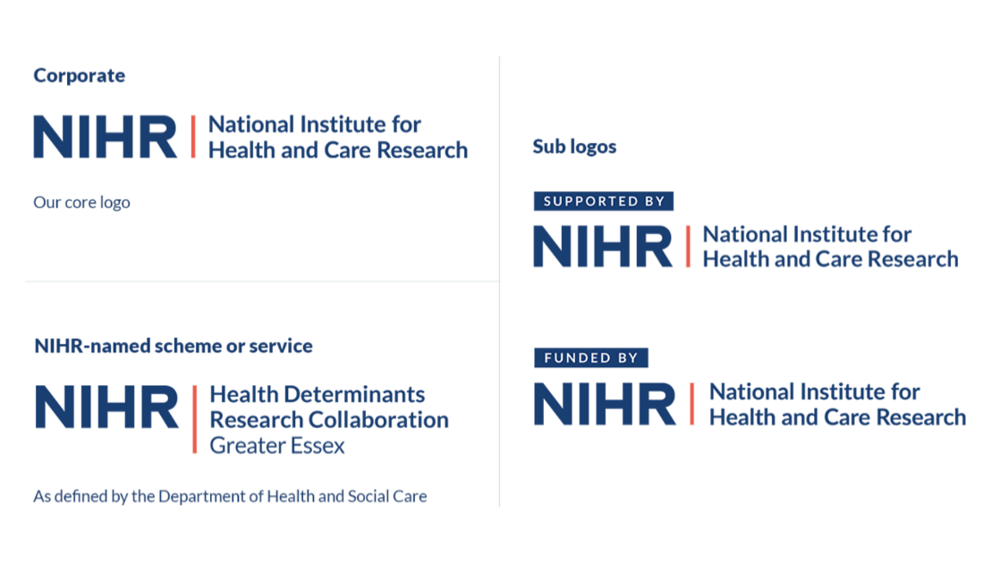 Corporate
NIHR
National Institute for
Health and Care Research
Our core logo
NIHR-named scheme or service
NIHR
Health Determinants
Research Collaboration
Greater Essex
As defined by the Department of Health and Social Care
Sub logos
SUPPORTED BY
NIHR
National Institute for
Health and Care Research
FUNDED BY
NIHR
National Institute for
Health and Care Research